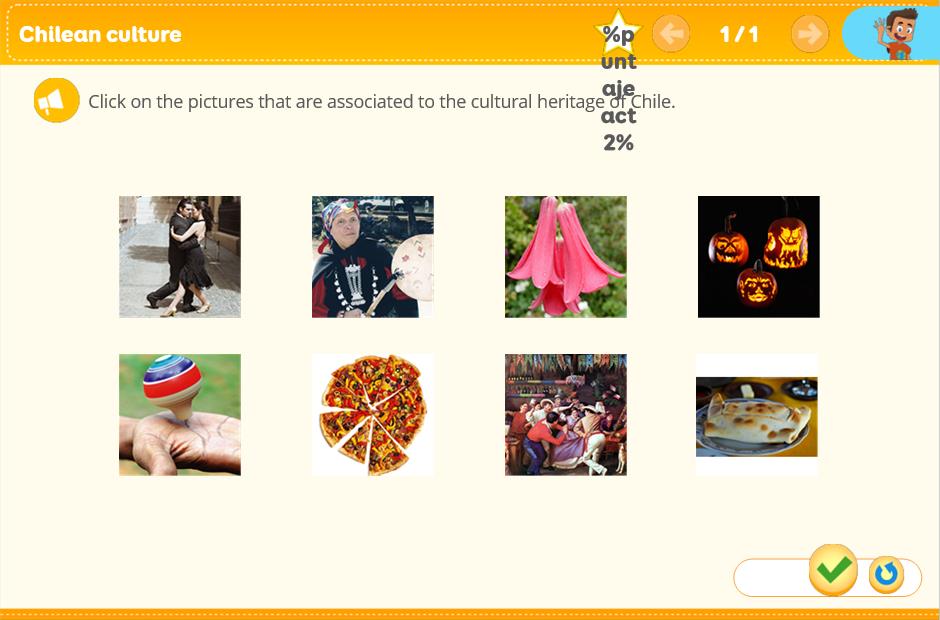 Chilean culture
%p
unt
aje
act
2%
1 / 1
Click on the pictures that are associated to the cultural heritage of Chile.